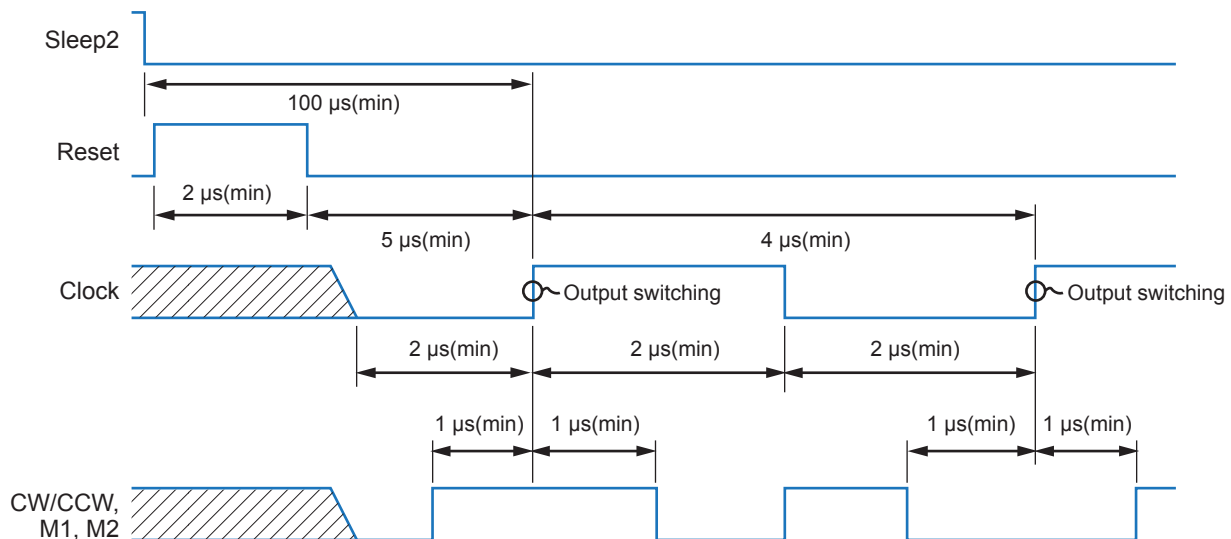 Sleep2
100 µs(min)
Reset
2 µs(min)
5 µs(min)
4 µs(min)
Clock
Output switching
Output switching
2 µs(min)
2 µs(min)
2 µs(min)
1 µs(min)
1 µs(min)
1 µs(min)
1 µs(min)
CW/CCW,
M1, M2